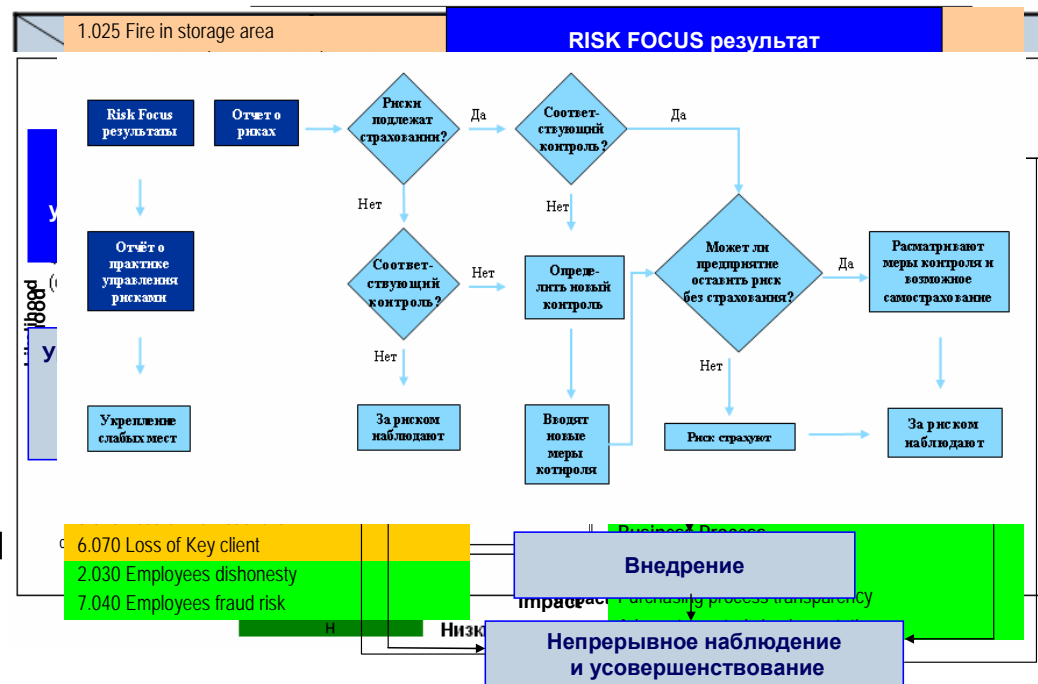 1.025 Fire in storage area
RISK FOCUS результат
Risk Focus
результаты
Отчет о
риках
Риски
подлежат
страховании?
Да
Соответ-
ствующий
контроль?
Да
Нет
Нет
Отчёт о
практике
управления
рисками
Соответ-
ствующий
контроль?
Нет
Опреде-
лить новый
контроль
Может ли
предприятие
оставить риск
без страхования?
Да
Расматривают
меры контроля и
возможное
самострахование
Нет
Нет
Укрепление
слабых мест
За риском
наблюдают
Вводят
новые
меры
котнроля
Риск страхуют
За риском
наблюдают
6.070 Loss of Key client
2.030 Employees dishonesty
7.040 Employees fraud risk
Business Process
Внедрение
Impact
Purchasing process transparency
Н
Низк
Непрерывное наблюдение
и усовершенствование